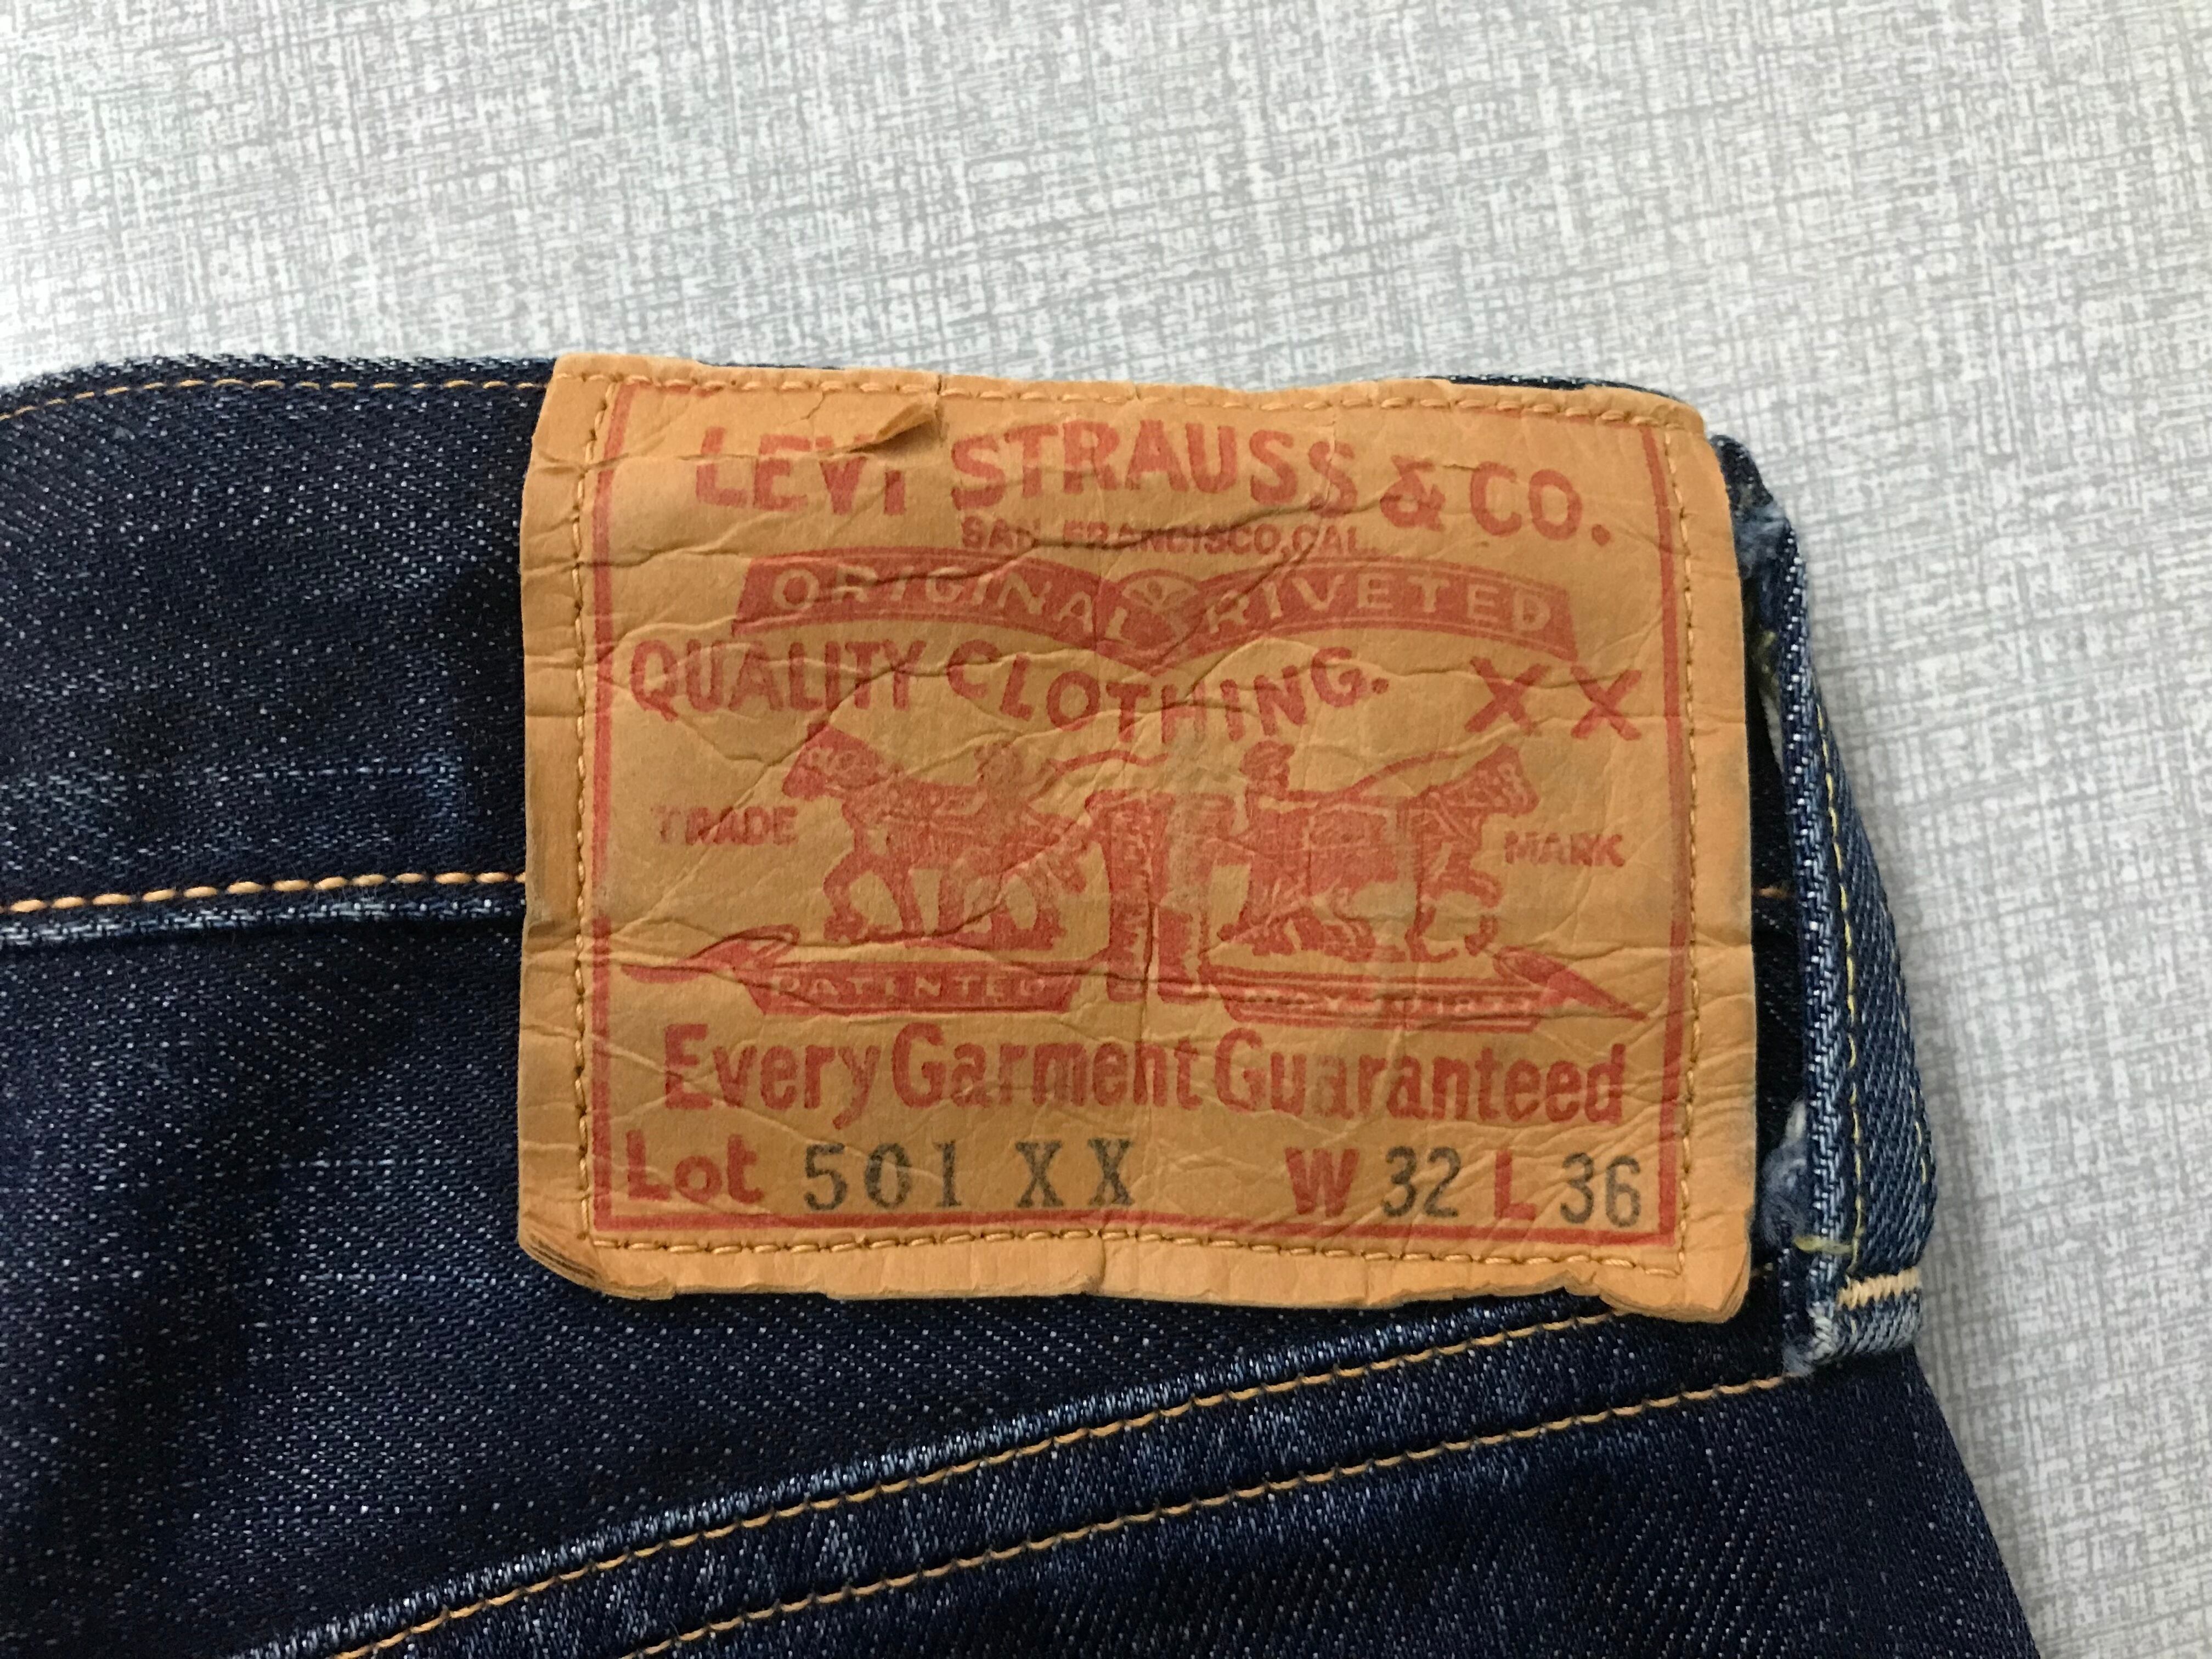 LEVI STRAUSS & CO.
SAN FRANCISCO, CAL.
ORIGINAL RIVETED
QUALITY CLOTHING. XX
TRADE MARK
PATENTED
Every Garment Guaranteed
Lot 501 XX W 32 L 36